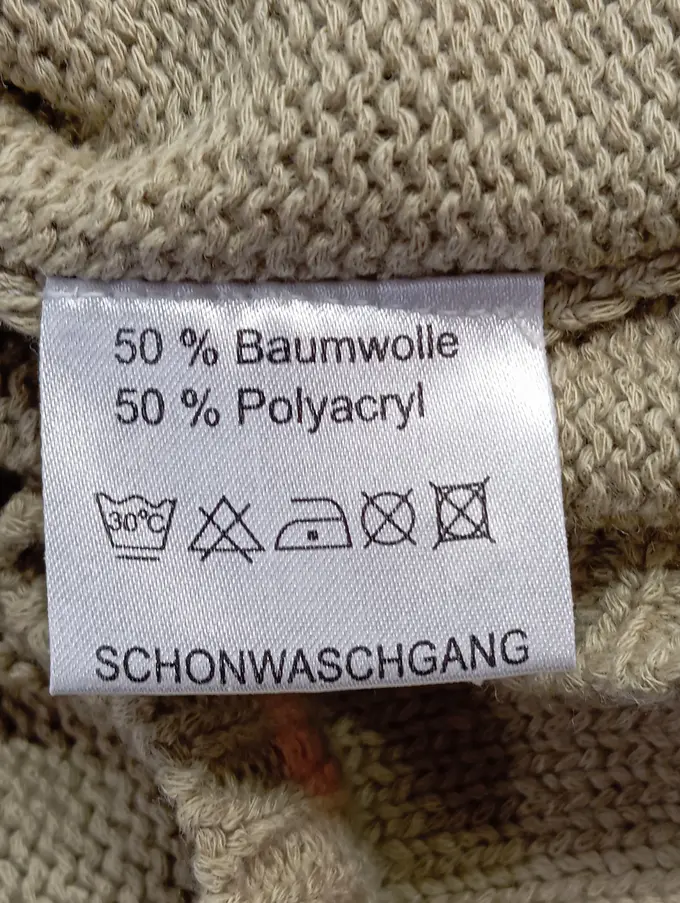 50 % Baumwolle
50 % Polyacryl
30°C
SCHONWASCHGANG